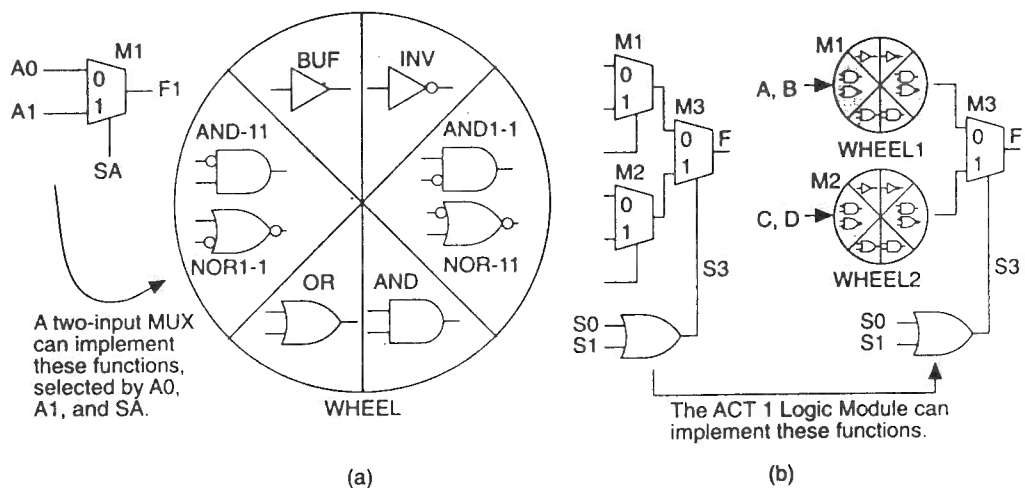 M1
A0
0
F1
A1
1
SA
BUF
INV
AND-11
AND1-1
NOR1-1
NOR-11
OR
AND
WHEEL
A two-input MUX
can implement
these functions,
selected by A0,
A1, and SA.
(a)
M1
0
1
M3
0
F
1
M2
0
1
S3
S0
S1
M1
A, B
WHEEL1
M3
0
F
1
M2
C, D
WHEEL2
S3
S0
S1
The ACT 1 Logic Module can
implement these functions.
(b)